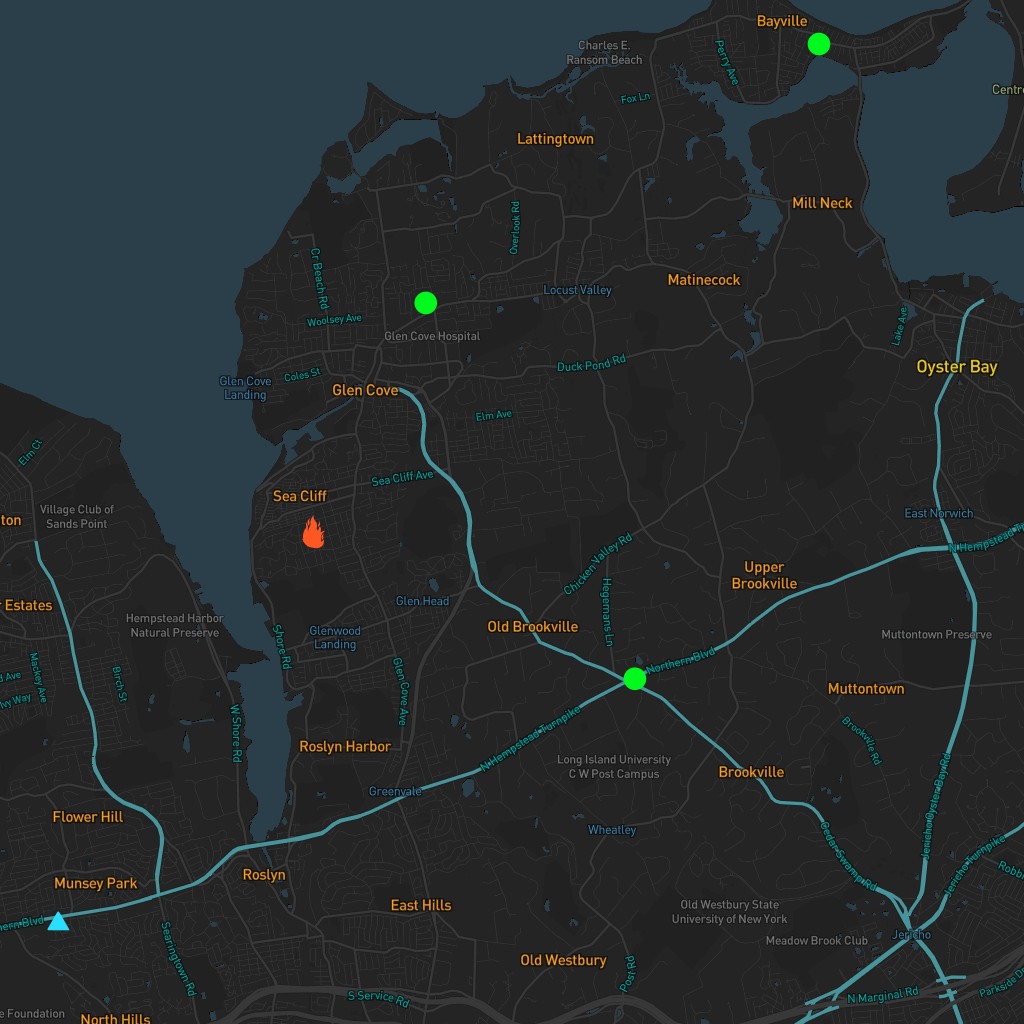 Bayville
Charles E.
Ransom Beach
Perry Ave
Centre
Fox Ln
Lattingtown
Mill Neck
Overlook Rd
Cr Beach Rd
Matinecock
Locust Valley
Woolsey Ave
Glen Cove Hospital
Lake Ave
Duck Pond Rd
Oyster Bay
Coles St
Glen Cove
Landing
Glen Cove
Elm Ave
Elm Ct
Sea Cliff Ave
Sea Cliff
Village Club of
Sands Point
ton
East Norwich
N Hempstead Tu
Chicken Valley Rd
Upper
Brookville
Hegemans Ln
Glen Head
r Estates
Hempstead Harbor
Natural Preserve
Old Brookville
Glenwood
Landing
Shore Rd
Muttontown Preserve
Northern Blvd
Mackey Ave
Birch St
d Ave
Ivy Way
Glen Cove Ave
Muttontown
W Shore Rd
N Hempstead Turnpike
Brookville Rd
Roslyn Harbor
Long Island University
C W Post Campus
Brookville
Greenvale
Jericho Oyster Bay Rd
Flower Hill
Wheatley
Cedar Swamp Rd
Jericho Turnpike
Robb
Roslyn
Munsey Park
East Hills
Old Westbury State
University of New York
hern Blvd
Jericho
Meadow Brook Club
Searingtown Rd
Old Westbury
Post Rd
Parkside D
N Marginal Rd
S Service Rd
e Foundation
North Hills